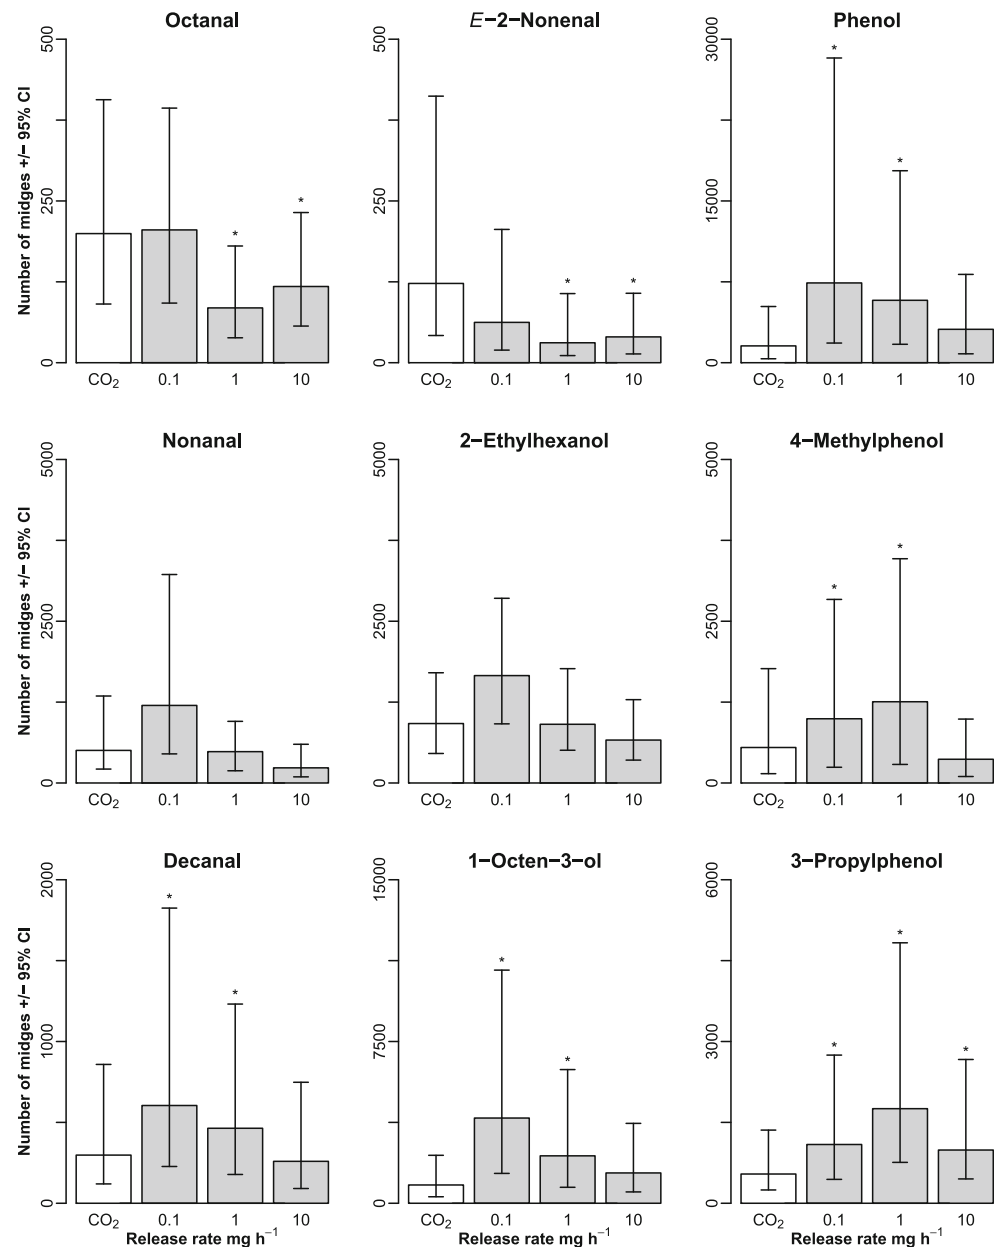 Octanal
Number of midges +/− 95% CI
500
250
0
*
*
CO₂ 0.1 1 10
E−2−Nonenal
500
250
0
*
*
CO₂ 0.1 1 10
Phenol
30000
15000
0
*
*
CO₂ 0.1 1 10
Nonanal
Number of midges +/− 95% CI
5000
2500
0
CO₂ 0.1 1 10
2−Ethylhexanol
5000
2500
0
CO₂ 0.1 1 10
4−Methylphenol
5000
2500
0
*
*
CO₂ 0.1 1 10
Decanal
Number of midges +/− 95% CI
2000
1000
0
*
*
CO₂ 0.1 1 10
Release rate mg h⁻¹
1−Octen−3−ol
15000
7500
0
*
*
CO₂ 0.1 1 10
Release rate mg h⁻¹
3−Propylphenol
6000
3000
0
*
*
*
CO₂ 0.1 1 10
Release rate mg h⁻¹